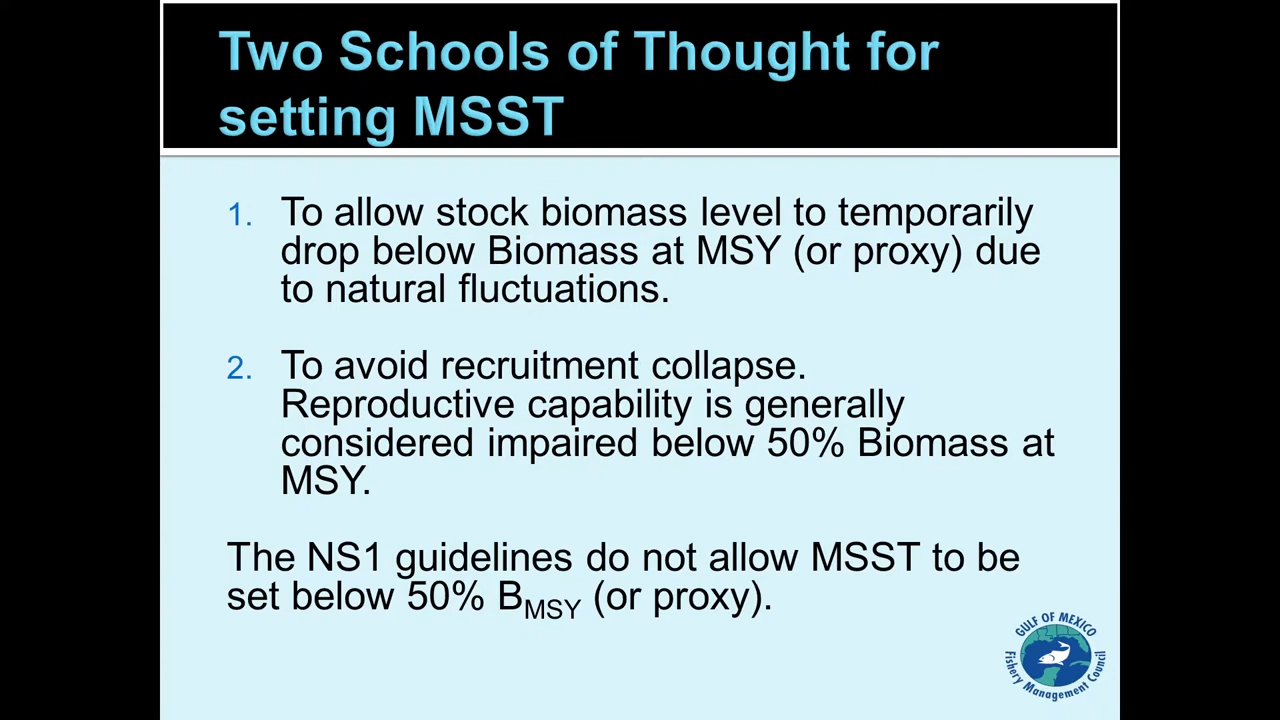 Two Schools of Thought for
setting MSST
1. To allow stock biomass level to temporarily
drop below Biomass at MSY (or proxy) due
to natural fluctuations.
2. To avoid recruitment collapse.
Reproductive capability is generally
considered impaired below 50% Biomass at
MSY.
The NS1 guidelines do not allow MSST to be
set below 50% BMSY (or proxy).
GULF OF MEXICO
Fishery Management Council